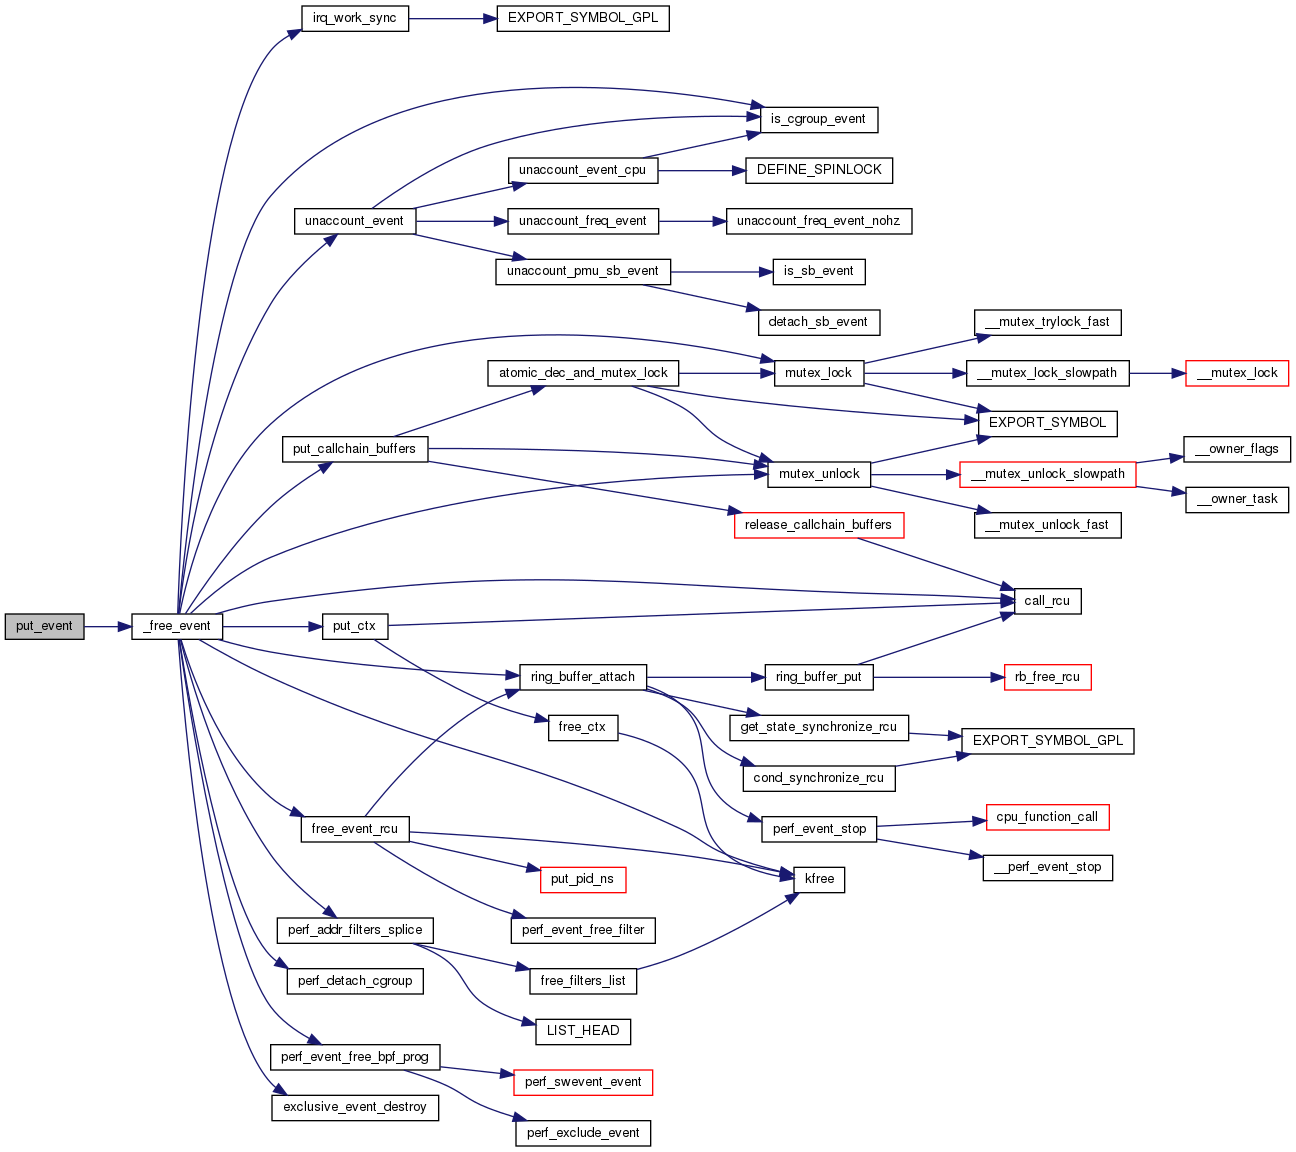 irq_work_sync
EXPORT_SYMBOL_GPL
is_cgroup_event
unaccount_event_cpu
DEFINE_SPINLOCK
unaccount_event
unaccount_freq_event
unaccount_freq_event_nohz
unaccount_pmu_sb_event
is_sb_event
detach_sb_event
__mutex_trylock_fast
atomic_dec_and_mutex_lock
mutex_lock
__mutex_lock_slowpath
__mutex_lock
EXPORT_SYMBOL
put_callchain_buffers
__owner_flags
mutex_unlock
__mutex_unlock_slowpath
__owner_task
release_callchain_buffers
__mutex_unlock_fast
call_rcu
put_event
_free_event
put_ctx
ring_buffer_attach
ring_buffer_put
rb_free_rcu
free_ctx
get_state_synchronize_rcu
EXPORT_SYMBOL_GPL
cond_synchronize_rcu
cpu_function_call
free_event_rcu
perf_event_stop
__perf_event_stop
put_pid_ns
kfree
perf_addr_filters_splice
perf_event_free_filter
perf_detach_cgroup
free_filters_list
LIST_HEAD
perf_event_free_bpf_prog
perf_swevent_event
exclusive_event_destroy
perf_exclude_event